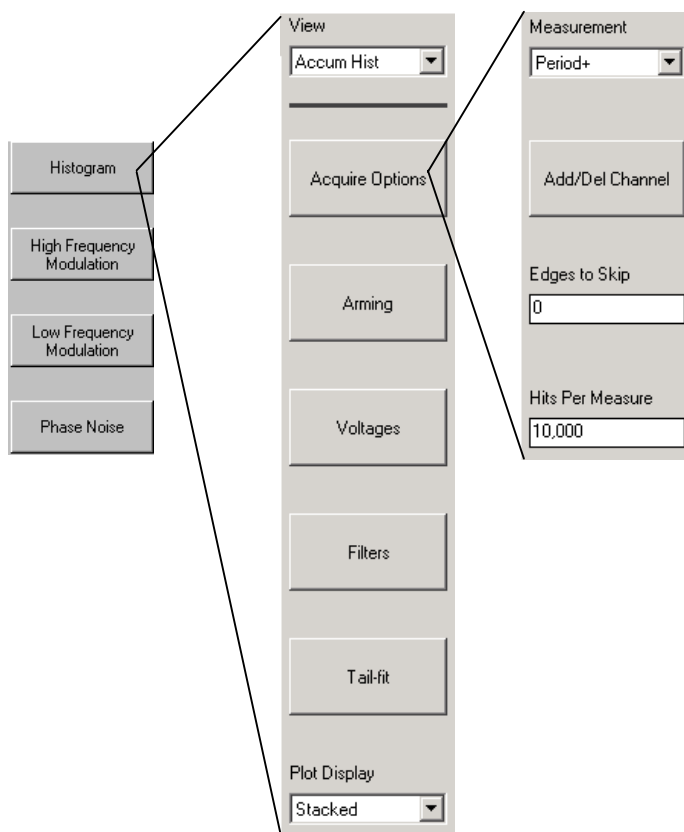 Histogram
High Frequency
Modulation
Low Frequency
Modulation
Phase Noise
View
Accum Hist
Acquire Options
Arming
Voltages
Filters
Tail-fit
Plot Display
Stacked
Measurement
Period+
Add/Del Channel
Edges to Skip
0
Hits Per Measure
10,000